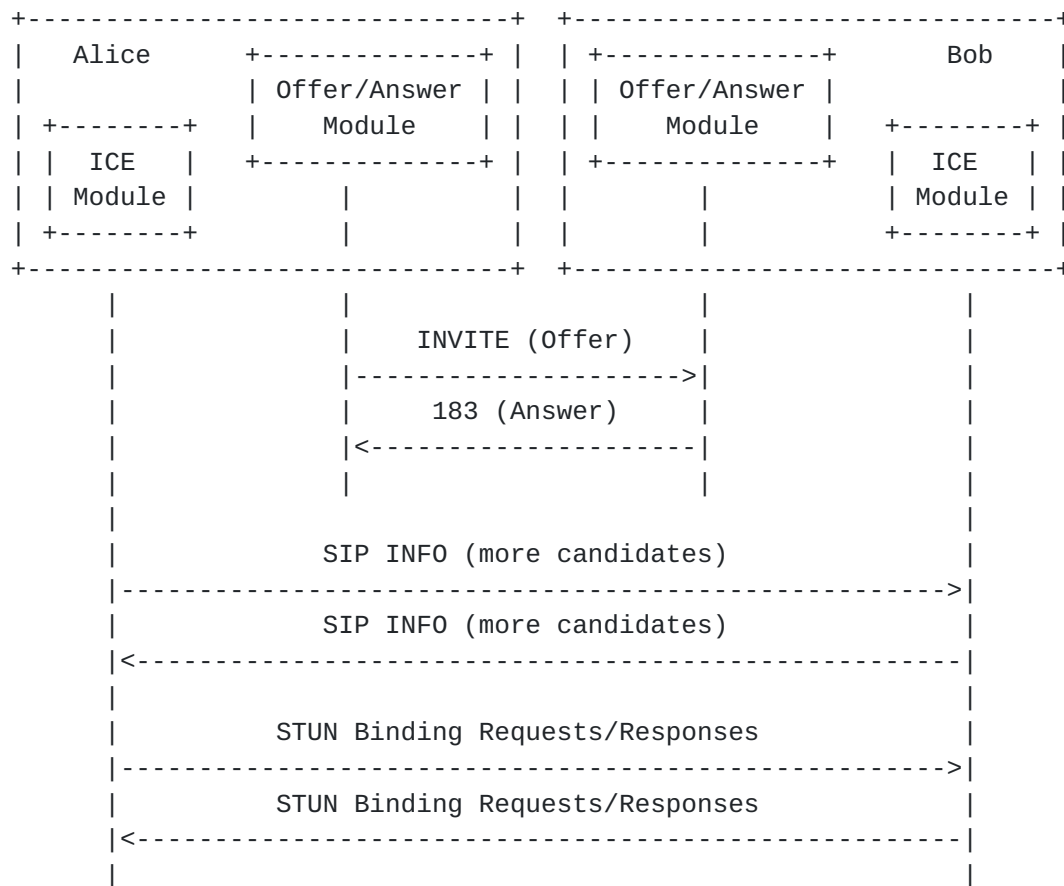 Alice
Bob
Offer/Answer
Offer/Answer
Module
Module
ICE
ICE
Module
Module
INVITE (Offer)
183 (Answer)
SIP INFO (more candidates)
SIP INFO (more candidates)
STUN Binding Requests/Responses
STUN Binding Requests/Responses